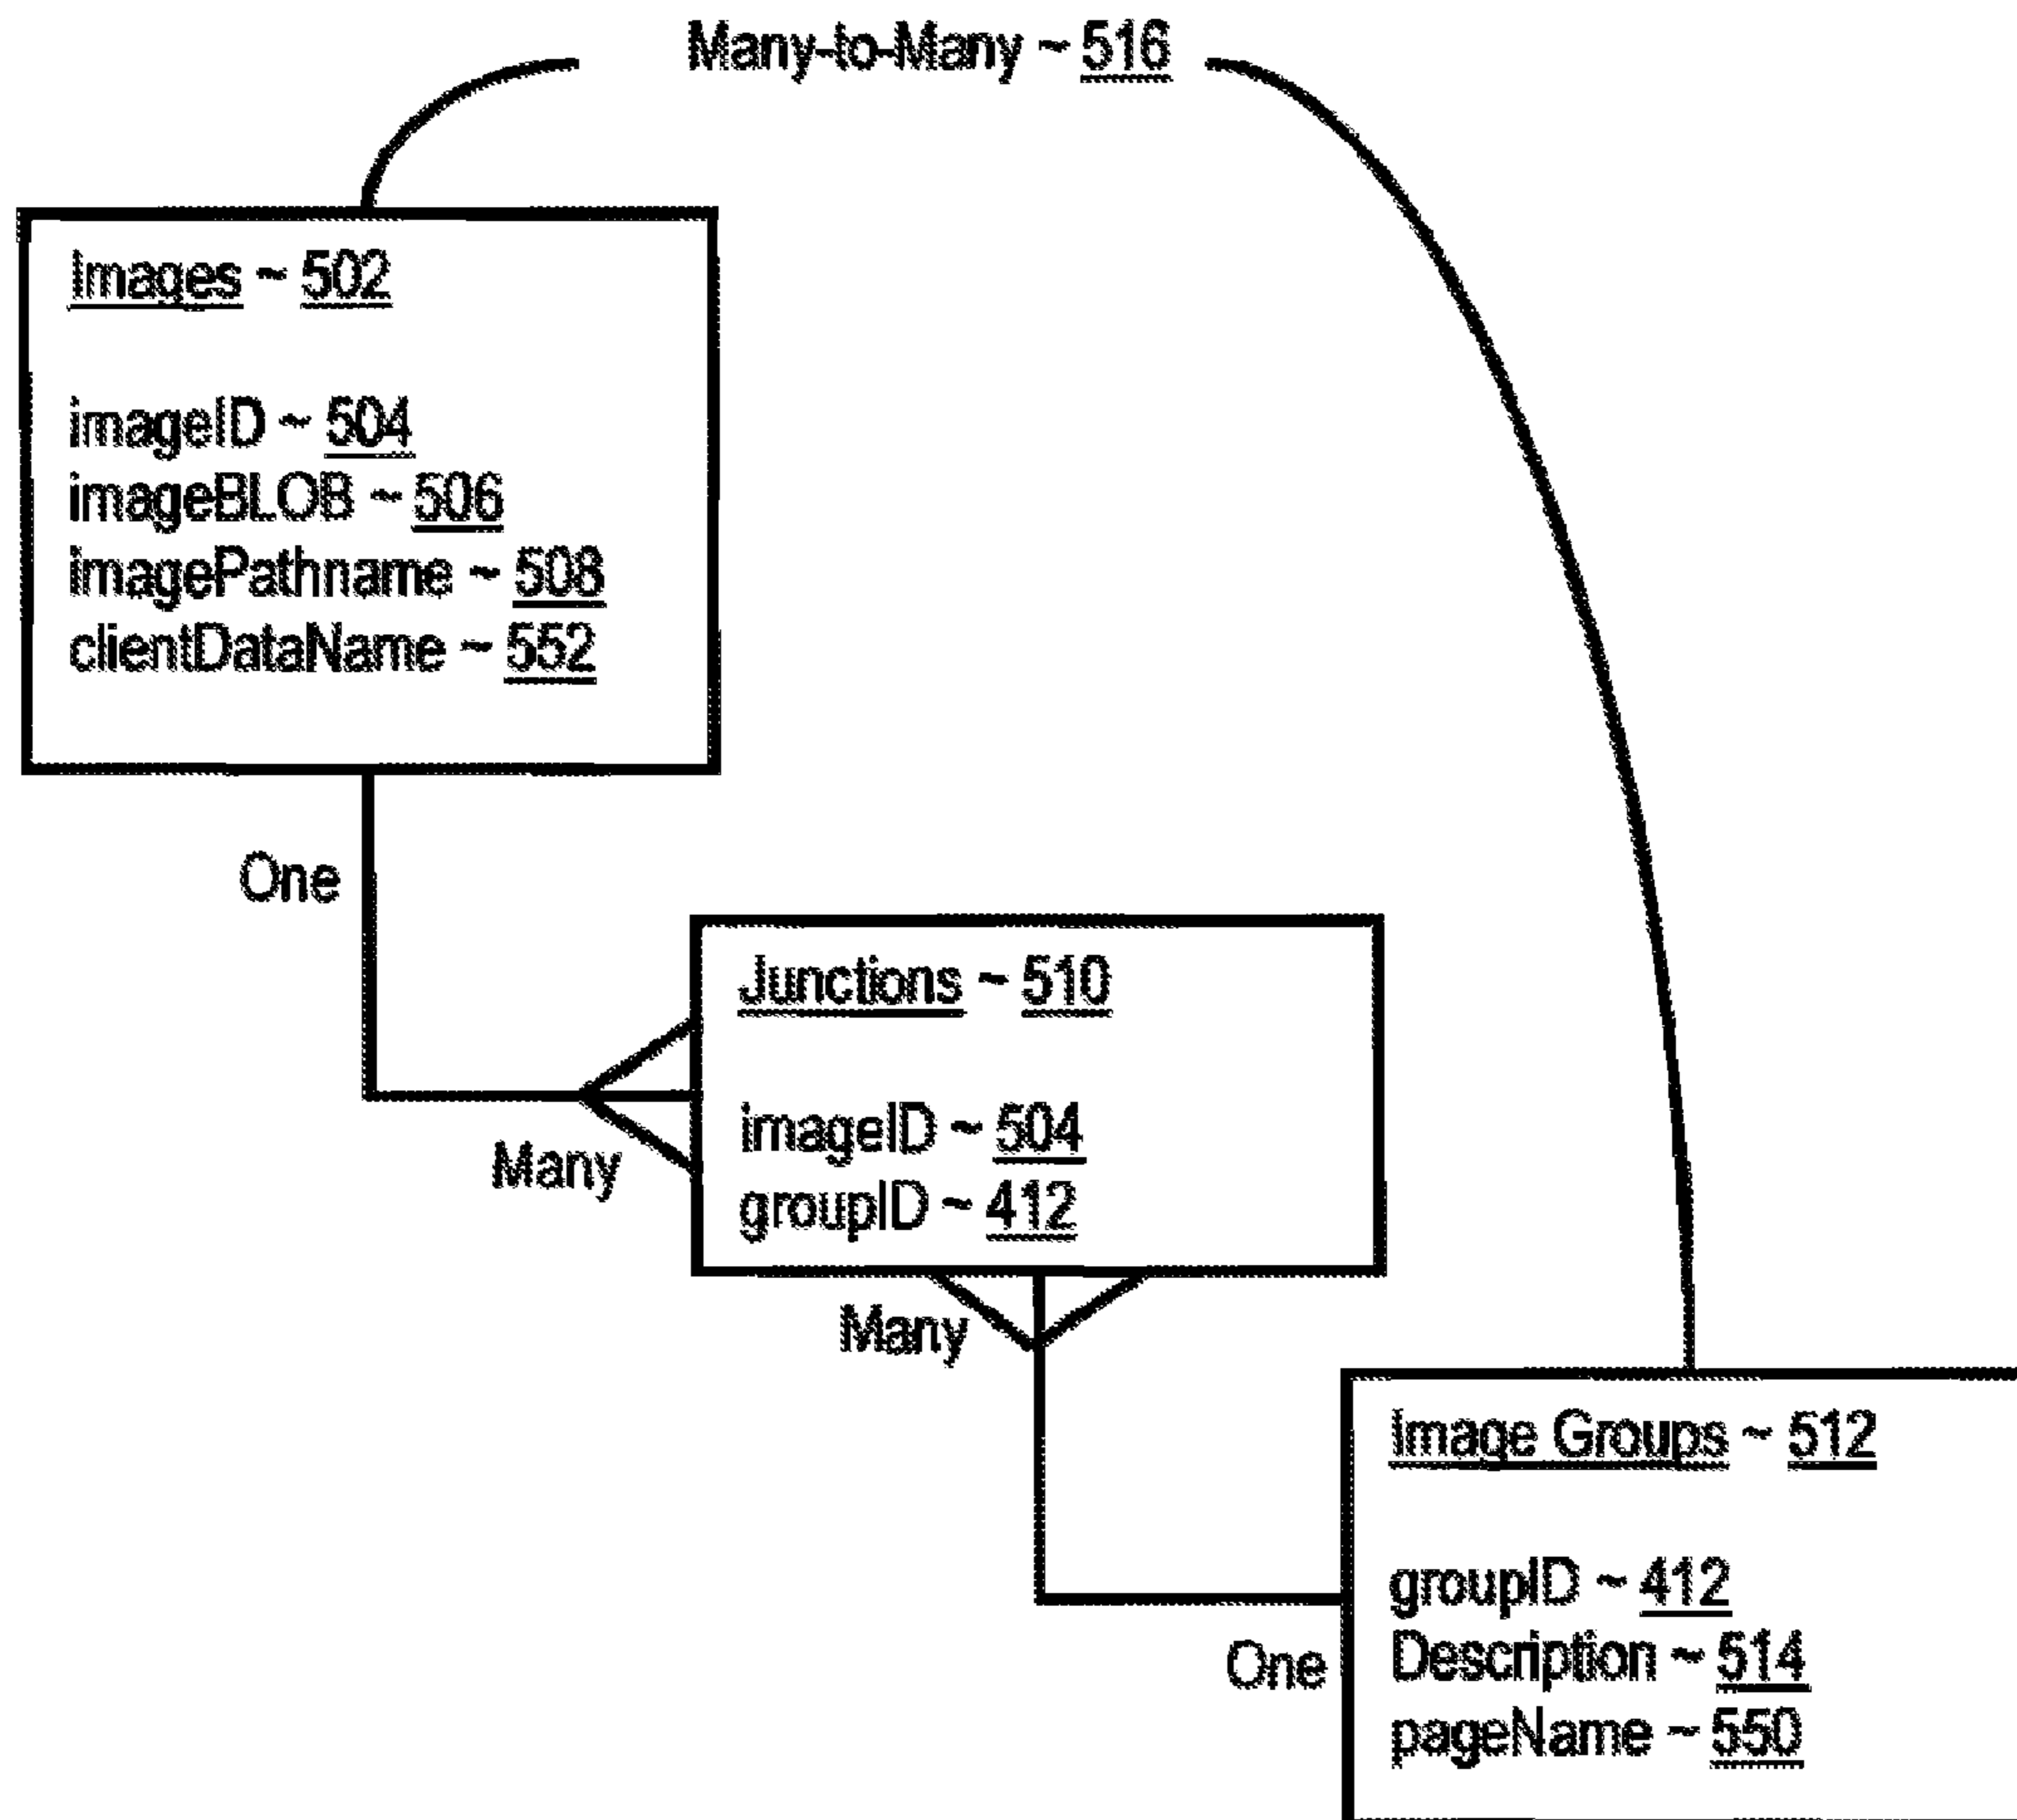 Many-to-Many ~ 516
Images ~ 502
imageID ~ 504
imageBLOB ~ 506
imagePathname ~ 508
clientDataName ~ 552
One
Many
Junctions ~ 510
imageID ~ 504
groupID ~ 412
Many
One
Image Groups ~ 512
groupID ~ 412
Description ~ 514
pageName ~ 550